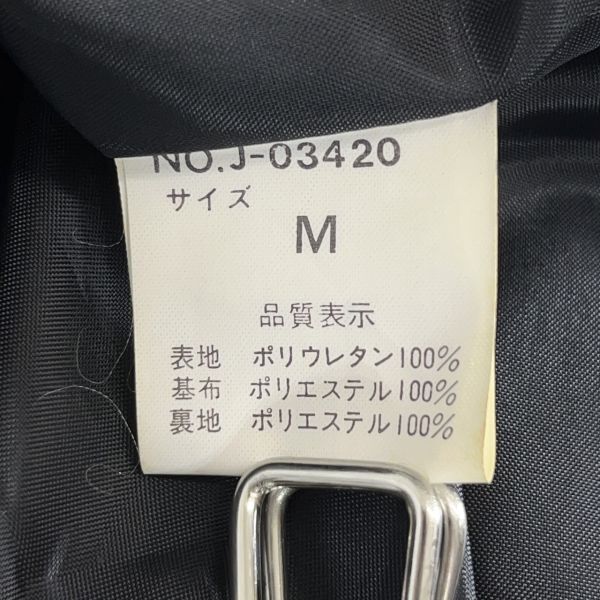 NO.J-03420
サイズ
M
品質表示
表地 ポリウレタン100%
基布 ポリエステル100%
裏地 ポリエステル100%